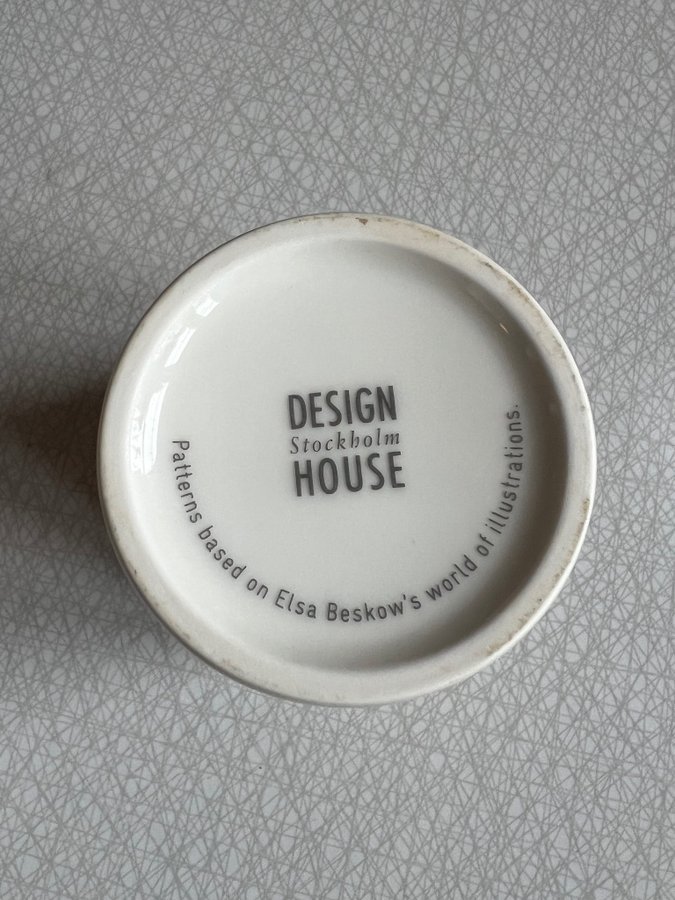 DESIGN
Stockholm
HOUSE
Patterns based on Elsa Beskow's world of illustrations.